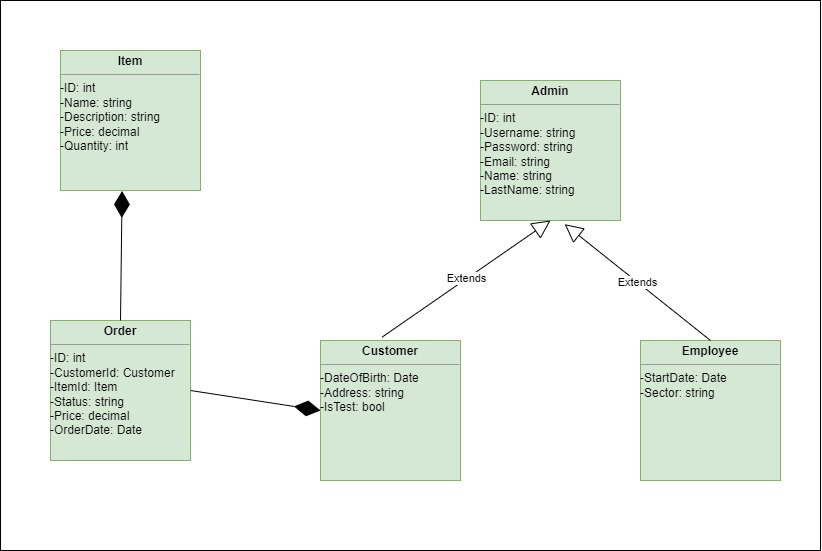 Item
-ID: int
-Name: string
-Description: string
-Price: decimal
-Quantity: int
Admin
-ID: int
-Username: string
-Password: string
-Email: string
-Name: string
-LastName: string
Extends
Extends
Order
-ID: int
-CustomerId: Customer
-ItemId: Item
-Status: string
-Price: decimal
-OrderDate: Date
Customer
-DateOfBirth: Date
-Address: string
-IsTest: bool
Employee
-StartDate: Date
-Sector: string